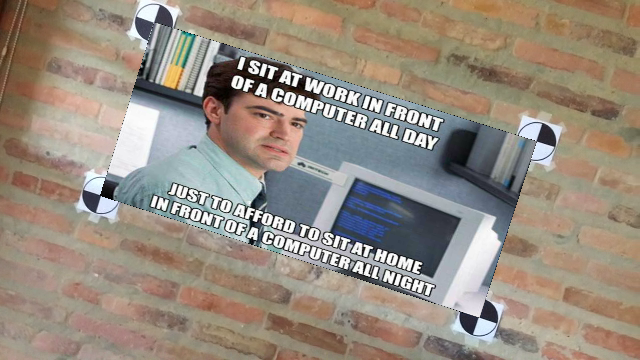 I SIT AT WORK IN FRONT
OF A COMPUTER ALL DAY
JUST TO AFFORD TO SIT AT HOME
IN FRONT OF A COMPUTER ALL NIGHT